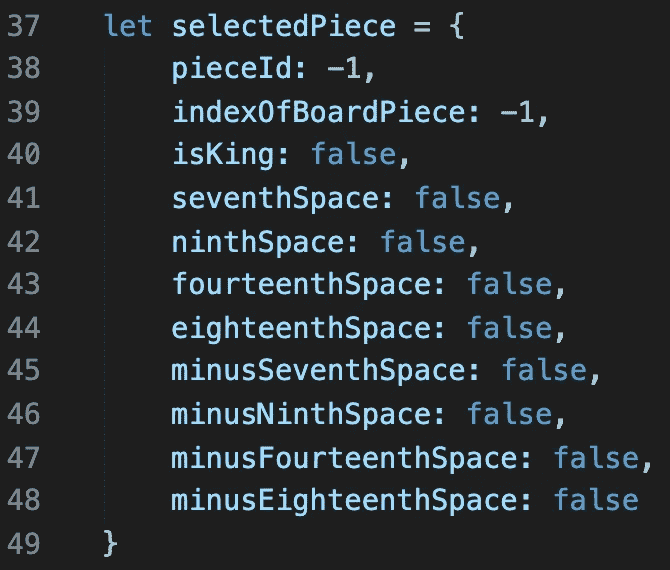 37 let selectedPiece = {
38 pieceId: -1,
39 indexOfBoardPiece: -1,
40 isKing: false,
41 seventhSpace: false,
42 ninthSpace: false,
43 fourteenthSpace: false,
44 eighteenthSpace: false,
45 minusSeventhSpace: false,
46 minusNinthSpace: false,
47 minusFourteenthSpace: false,
48 minusEighteenthSpace: false
49 }